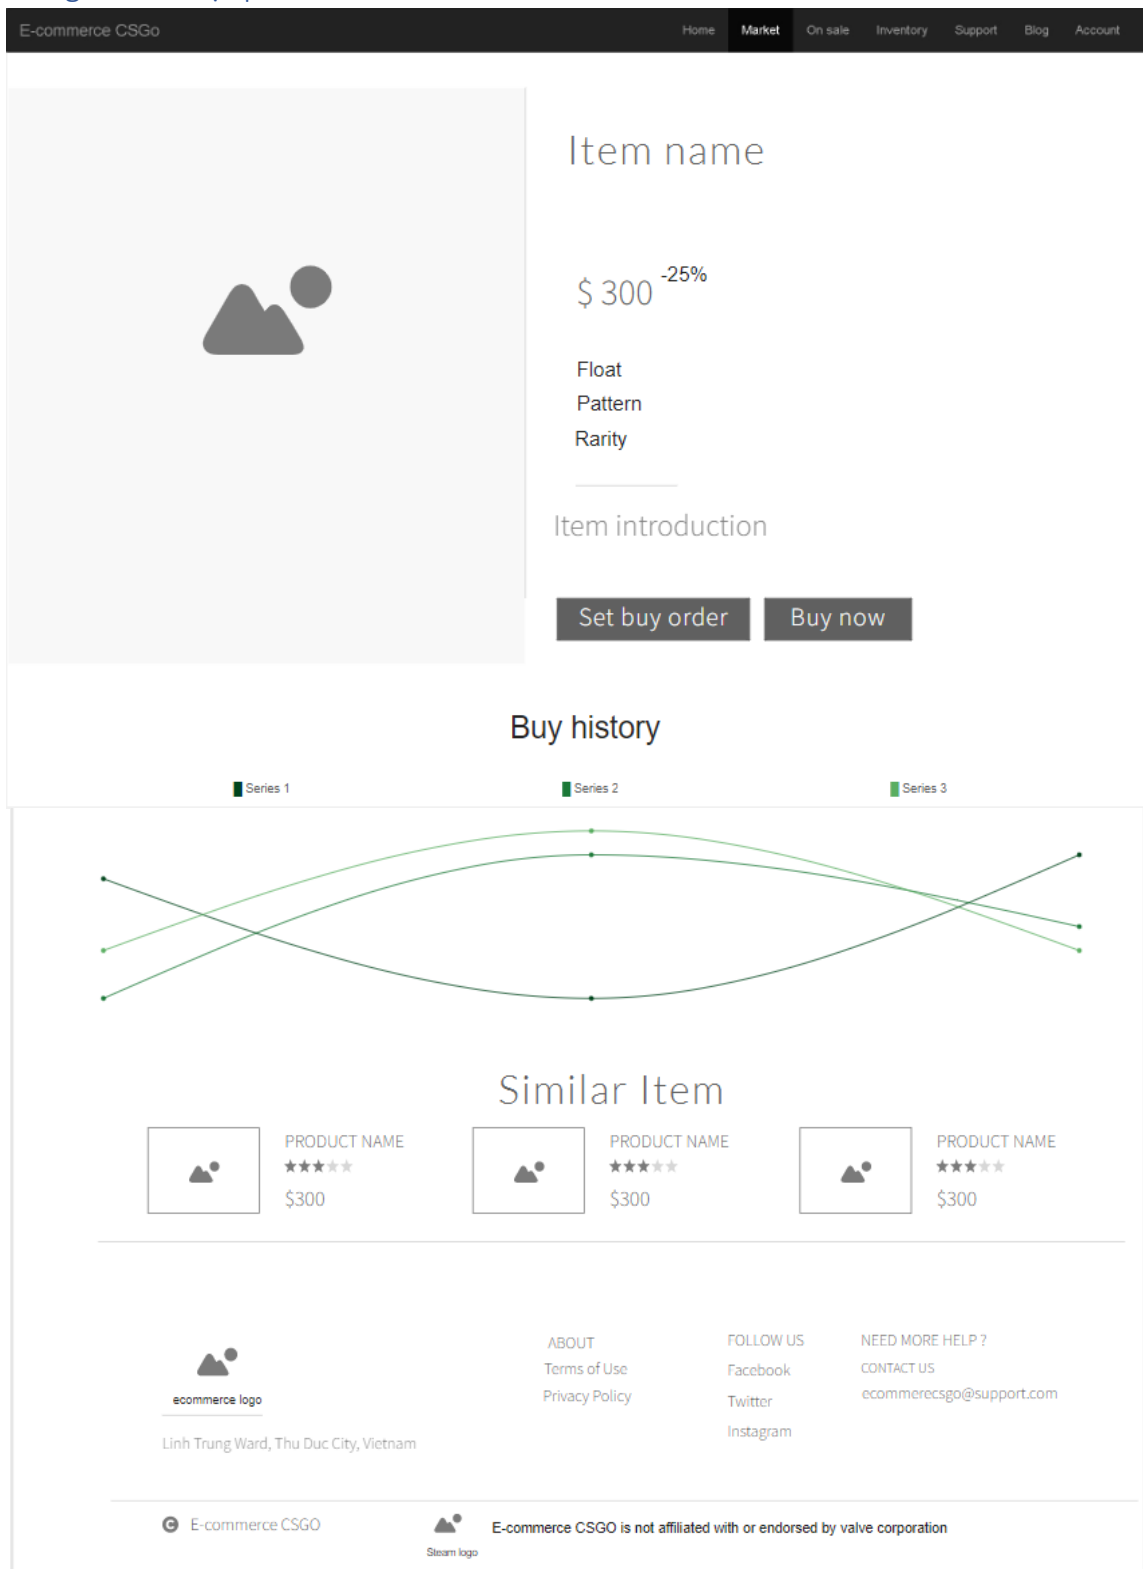 E-commerce CSGo
Home Market On sale Inventory Support Blog Account
Item name
$ 300 -25%
Float
Pattern
Rarity
Item introduction
Set buy order Buy now
Buy history
Series 1 Series 2 Series 3
Similar Item
PRODUCT NAME
$300
PRODUCT NAME
$300
PRODUCT NAME
$300
ecommerce logo
Linh Trung Ward, Thu Duc City, Vietnam
ABOUT
Terms of Use
Privacy Policy
FOLLOW US
Facebook
Twitter
Instagram
NEED MORE HELP ?
CONTACT US
ecommerecsgo@support.com
E-commerce CSGO
Steam logo
E-commerce CSGO is not affiliated with or endorsed by valve corporation